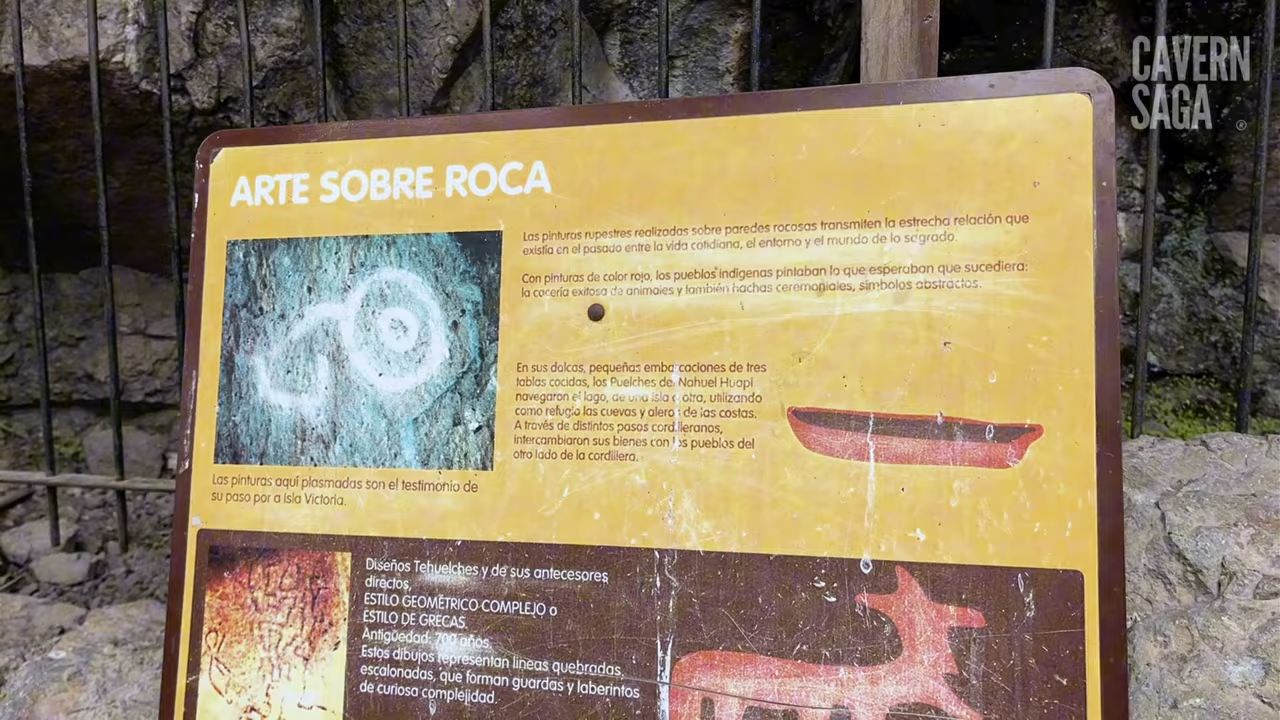 CAVERN
SAGA
®
ARTE SOBRE ROCA
Las pinturas rupestres realizadas sobre paredes rocosas transmiten la estrecha relación que
existía en el pasado entre la vida cotidiana, el entorno y el mundo de lo sagrado.
Con pinturas de color rojo, los pueblos indígenas pintaban lo que esperaban que sucediera:
la cacería exitosa de animales y también hachas ceremoniales, símbolos abstractos.
En sus dalcas, pequeñas embarcaciones de tres
tablas cocidas, los Puelches del Nahuel Huapi
navegaron el lago, de una isla a otra, utilizando
como refugio las cuevas y aleros de las costas.
A través de distintos pasos cordilleranos,
intercambiaron sus bienes con los pueblos del
otro lado de la cordillera.
Las pinturas aquí plasmadas son el testimonio de
su paso por a Isla Victoria.
Diseños Tehuelches y de sus antecesores
directos,
ESTILO GEOMÉTRICO COMPLEJO o
ESTILO DE GRECAS.
Antigüedad: 700 años.
Estos dibujos representan líneas quebradas,
escalonadas, que forman guardas y laberintos
de curiosa complejidad.